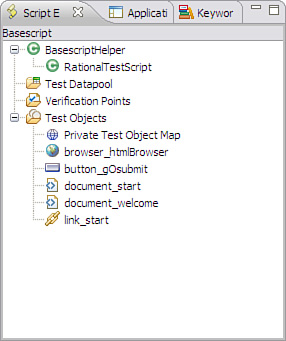 Script E
Applicati
Keywor
Basescript
BasescriptHelper
RationalTestScript
Test Datapool
Verification Points
Test Objects
Private Test Object Map
browser_htmlBrowser
button_gOsubmit
document_start
document_welcome
link_start